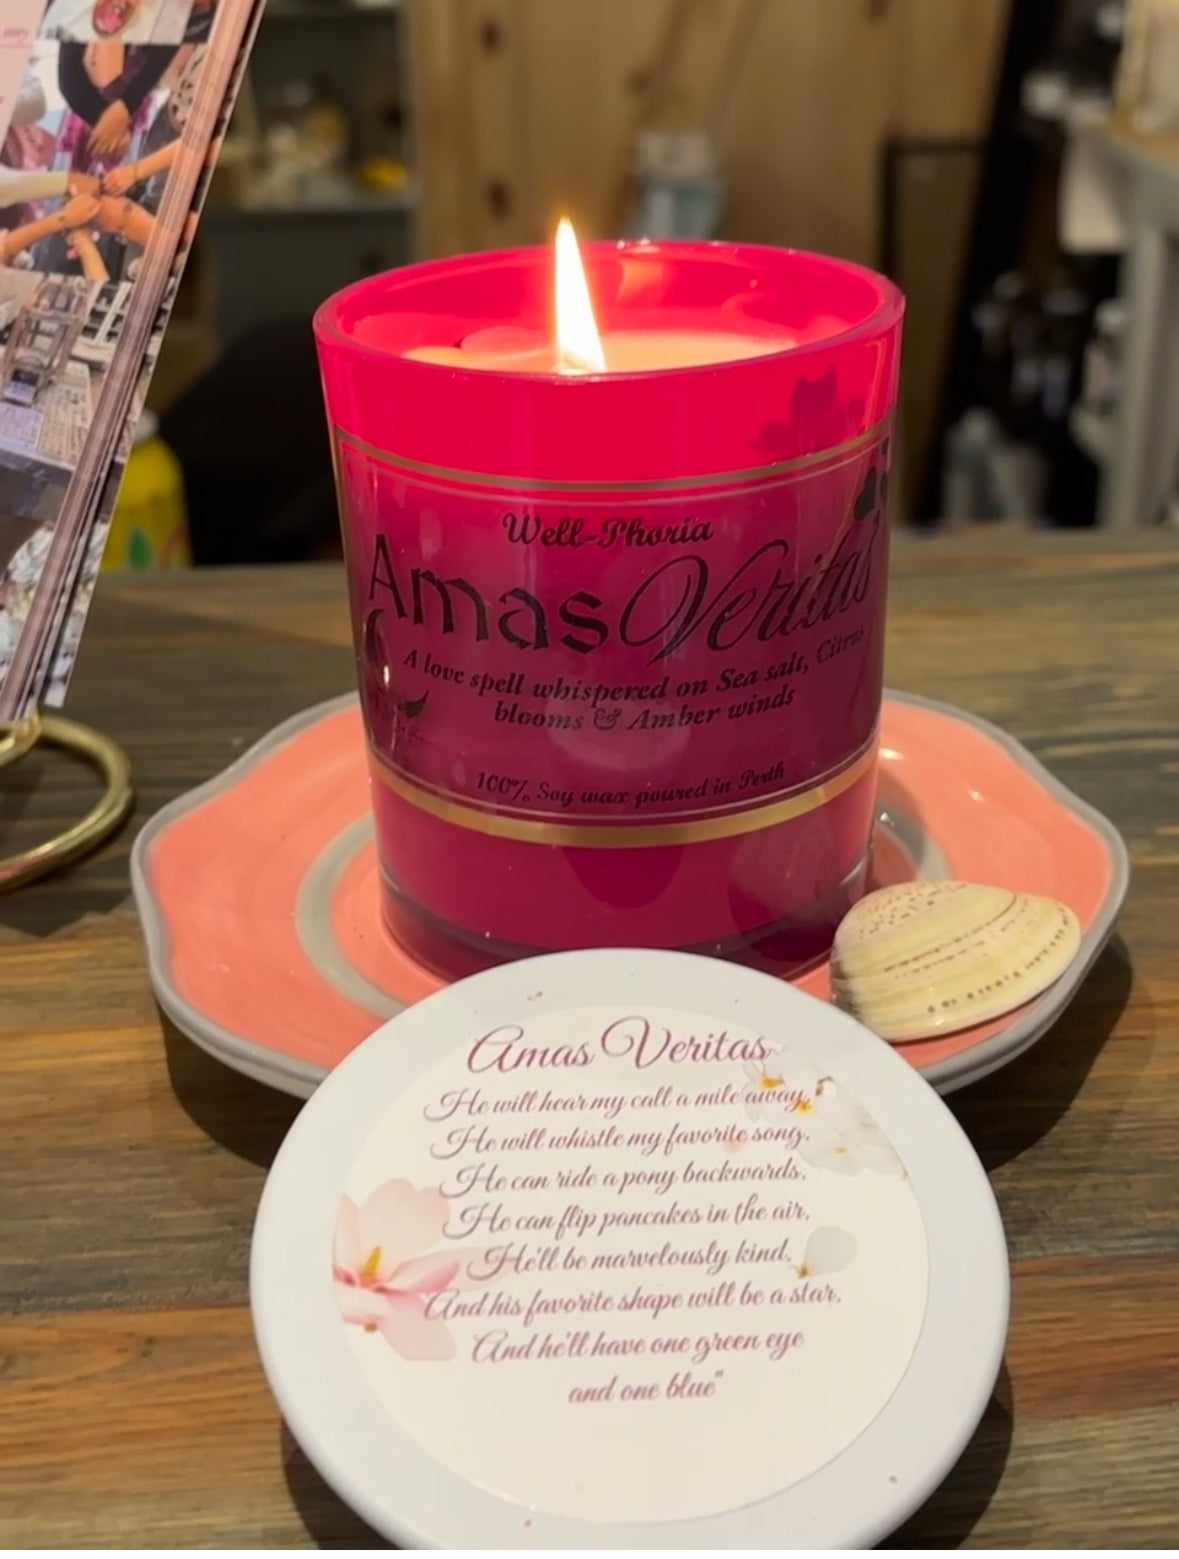 Well-Phoria
Amas Veritas
A love spell whispered on Sea salt, Citrus
blooms & Amber winds
100% Soy wax poured in Perth
Amas Veritas
He will hear my call a mile away.
He will whistle my favorite song.
He can ride a pony backwards.
He can flip pancakes in the air.
He'll be marvelously kind.
And his favorite shape will be a star.
And he'll have one green eye
and one blue"